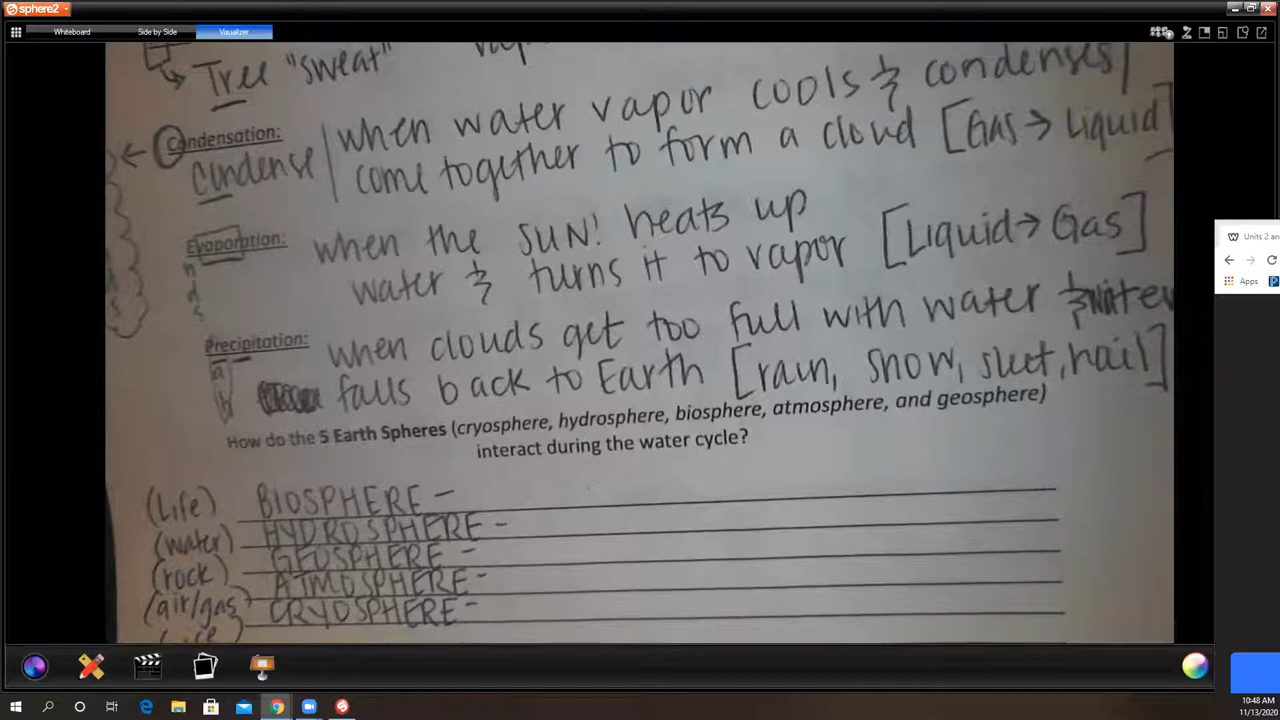 sphere2
Whiteboard Side by Side Visualizer
Tree "sweat"
Condensation: when water vapor cools & condenses/
condense come together to form a cloud [Gas → Liquid]
Evaporation: when the SUN! heats up
water & turns it to vapor [Liquid → Gas]
Precipitation: when clouds get too full with water & water
falls back to Earth [rain, snow, sleet, hail]
How do the 5 Earth Spheres (cryosphere, hydrosphere, biosphere, atmosphere, and geosphere)
interact during the water cycle?
(Life) BIOSPHERE -
(water) HYDROSPHERE -
(rock) GEOSPHERE -
(air/gas) ATMOSPHERE -
CRYOSPHERE -
Units 2 an
Apps
10:48 AM
11/13/2020